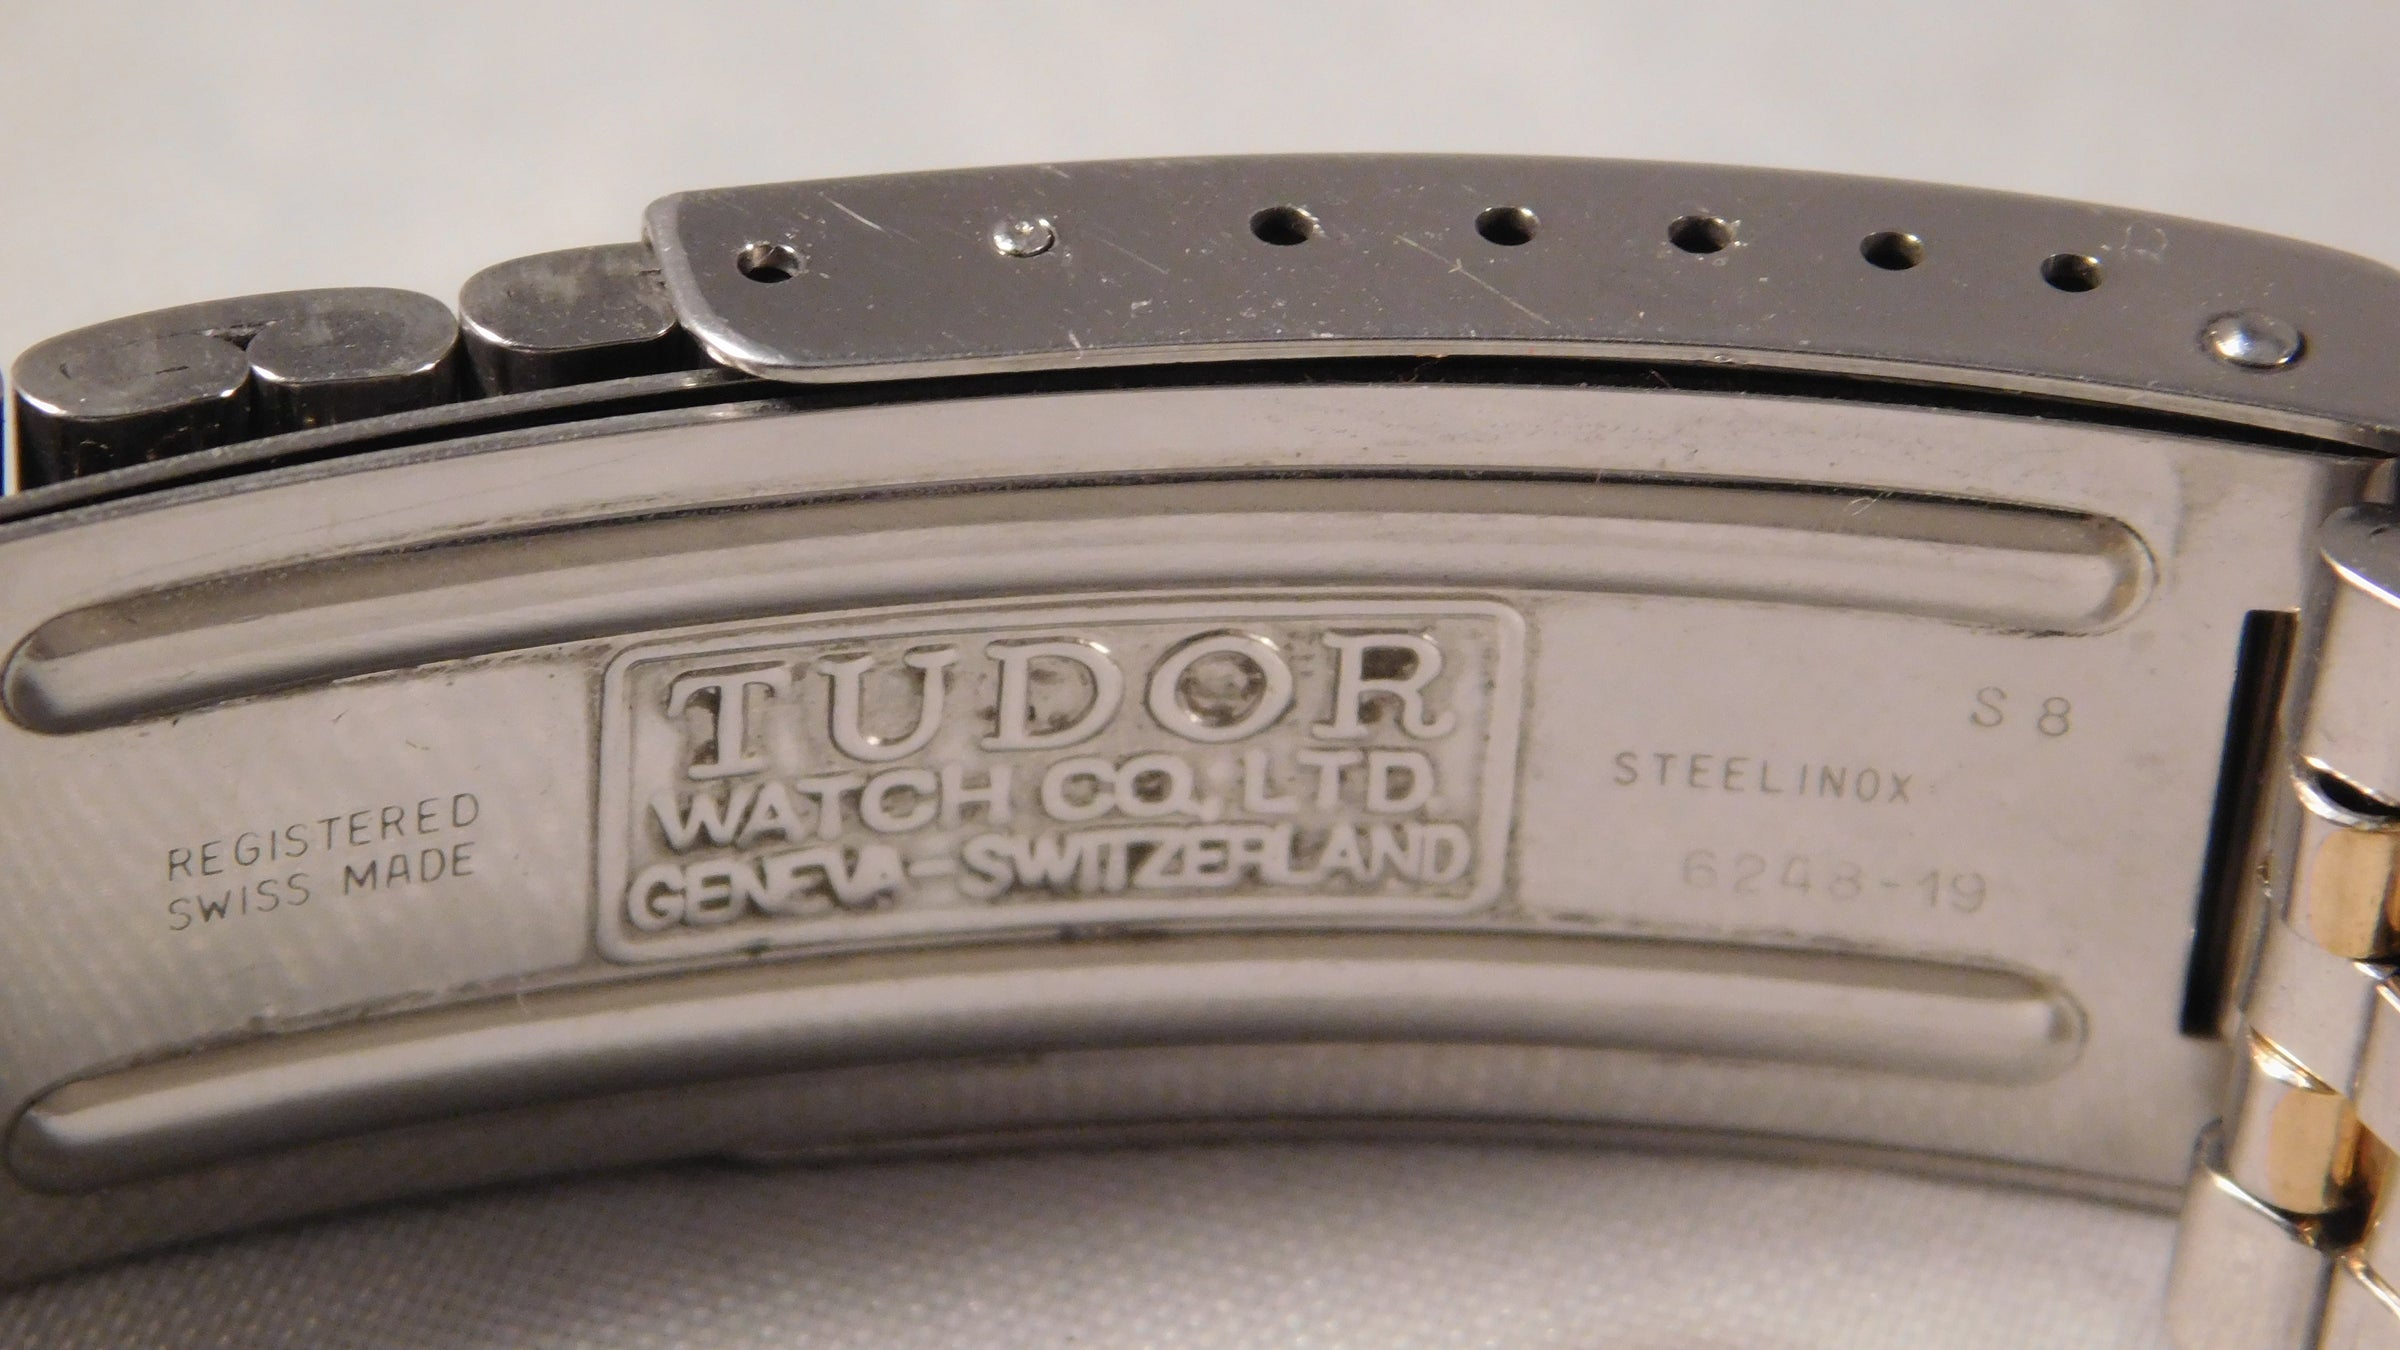 REGISTERED
SWISS MADE
TUDOR
WATCH CO, LTD.
GENEVA-SWITZERLAND
S 8
STEELINOX
6248-19